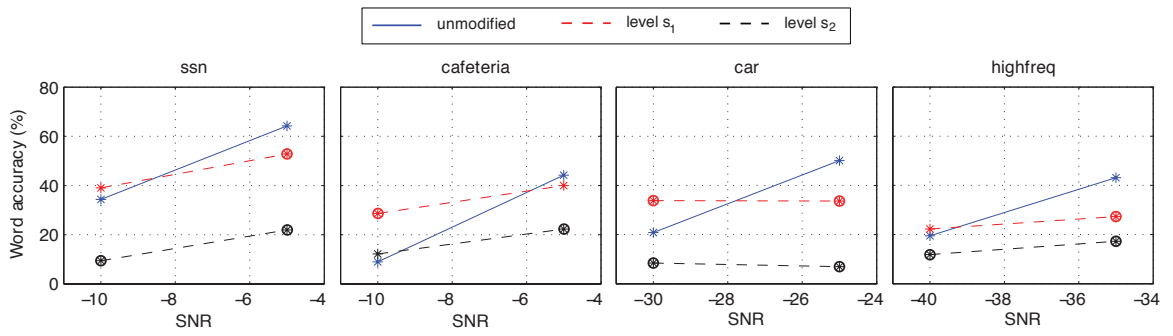 unmodified level s1 level s2
ssn cafeteria car highfreq
Word accuracy (%)
80
60
40
20
0
−10 −8 −6 −4 −10 −8 −6 −4 −30 −28 −26 −24 −40 −38 −36 −34
SNR SNR SNR SNR